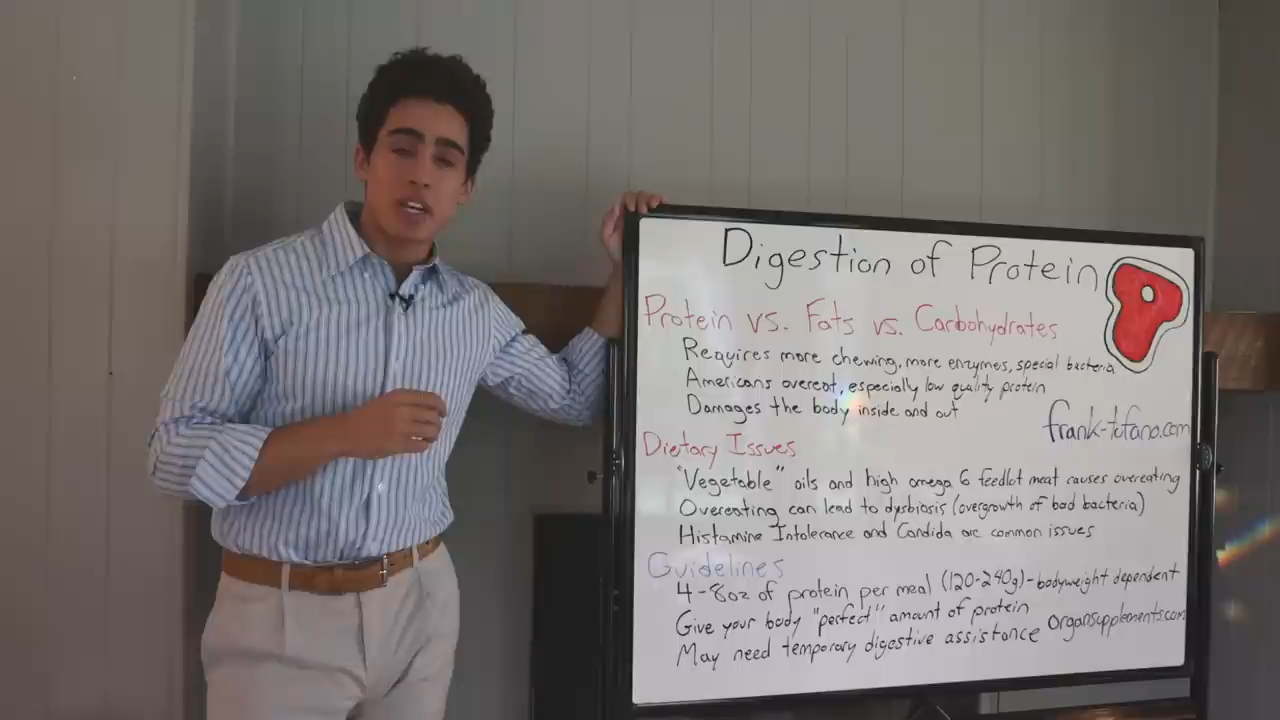 Digestion of Protein
Protein vs. Fats vs. Carbohydrates
Requires more chewing, more enzymes, special bacteria
Americans overeat, especially low quality protein
Damages the body inside and out
frank-tufano.com
Dietary Issues
"Vegetable" oils and high omega 6 feedlot meat causes overeating
Overeating can lead to dysbiosis (overgrowth of bad bacteria)
Histamine Intolerance and Candida are common issues
Guidelines
4-8oz of protein per meal (120-240g)-bodyweight dependent
Give your body "perfect" amount of protein
organsupplements.com
May need temporary digestive assistance